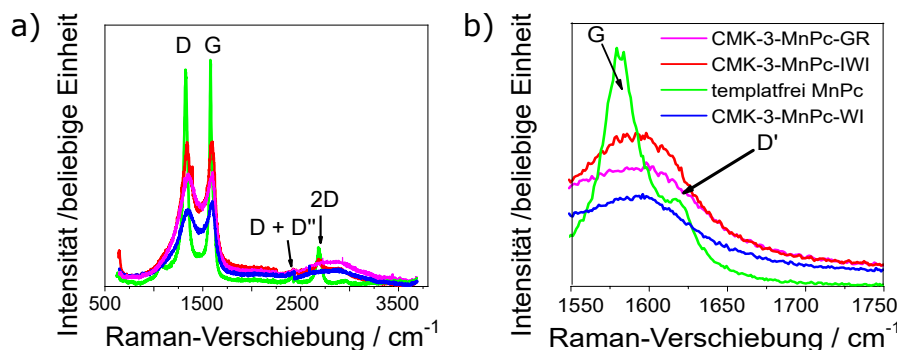 a)
Intensität /beliebige Einheit
D G
D + D"
2D
500 1500 2500 3500
Raman-Verschiebung / cm-1
b)
Intensität /beliebige Einheit
G
CMK-3-MnPc-GR
CMK-3-MnPc-IWI
templatfrei MnPc
CMK-3-MnPc-WI
D'
1550 1600 1650 1700 1750
Raman-Verschiebung / cm-1